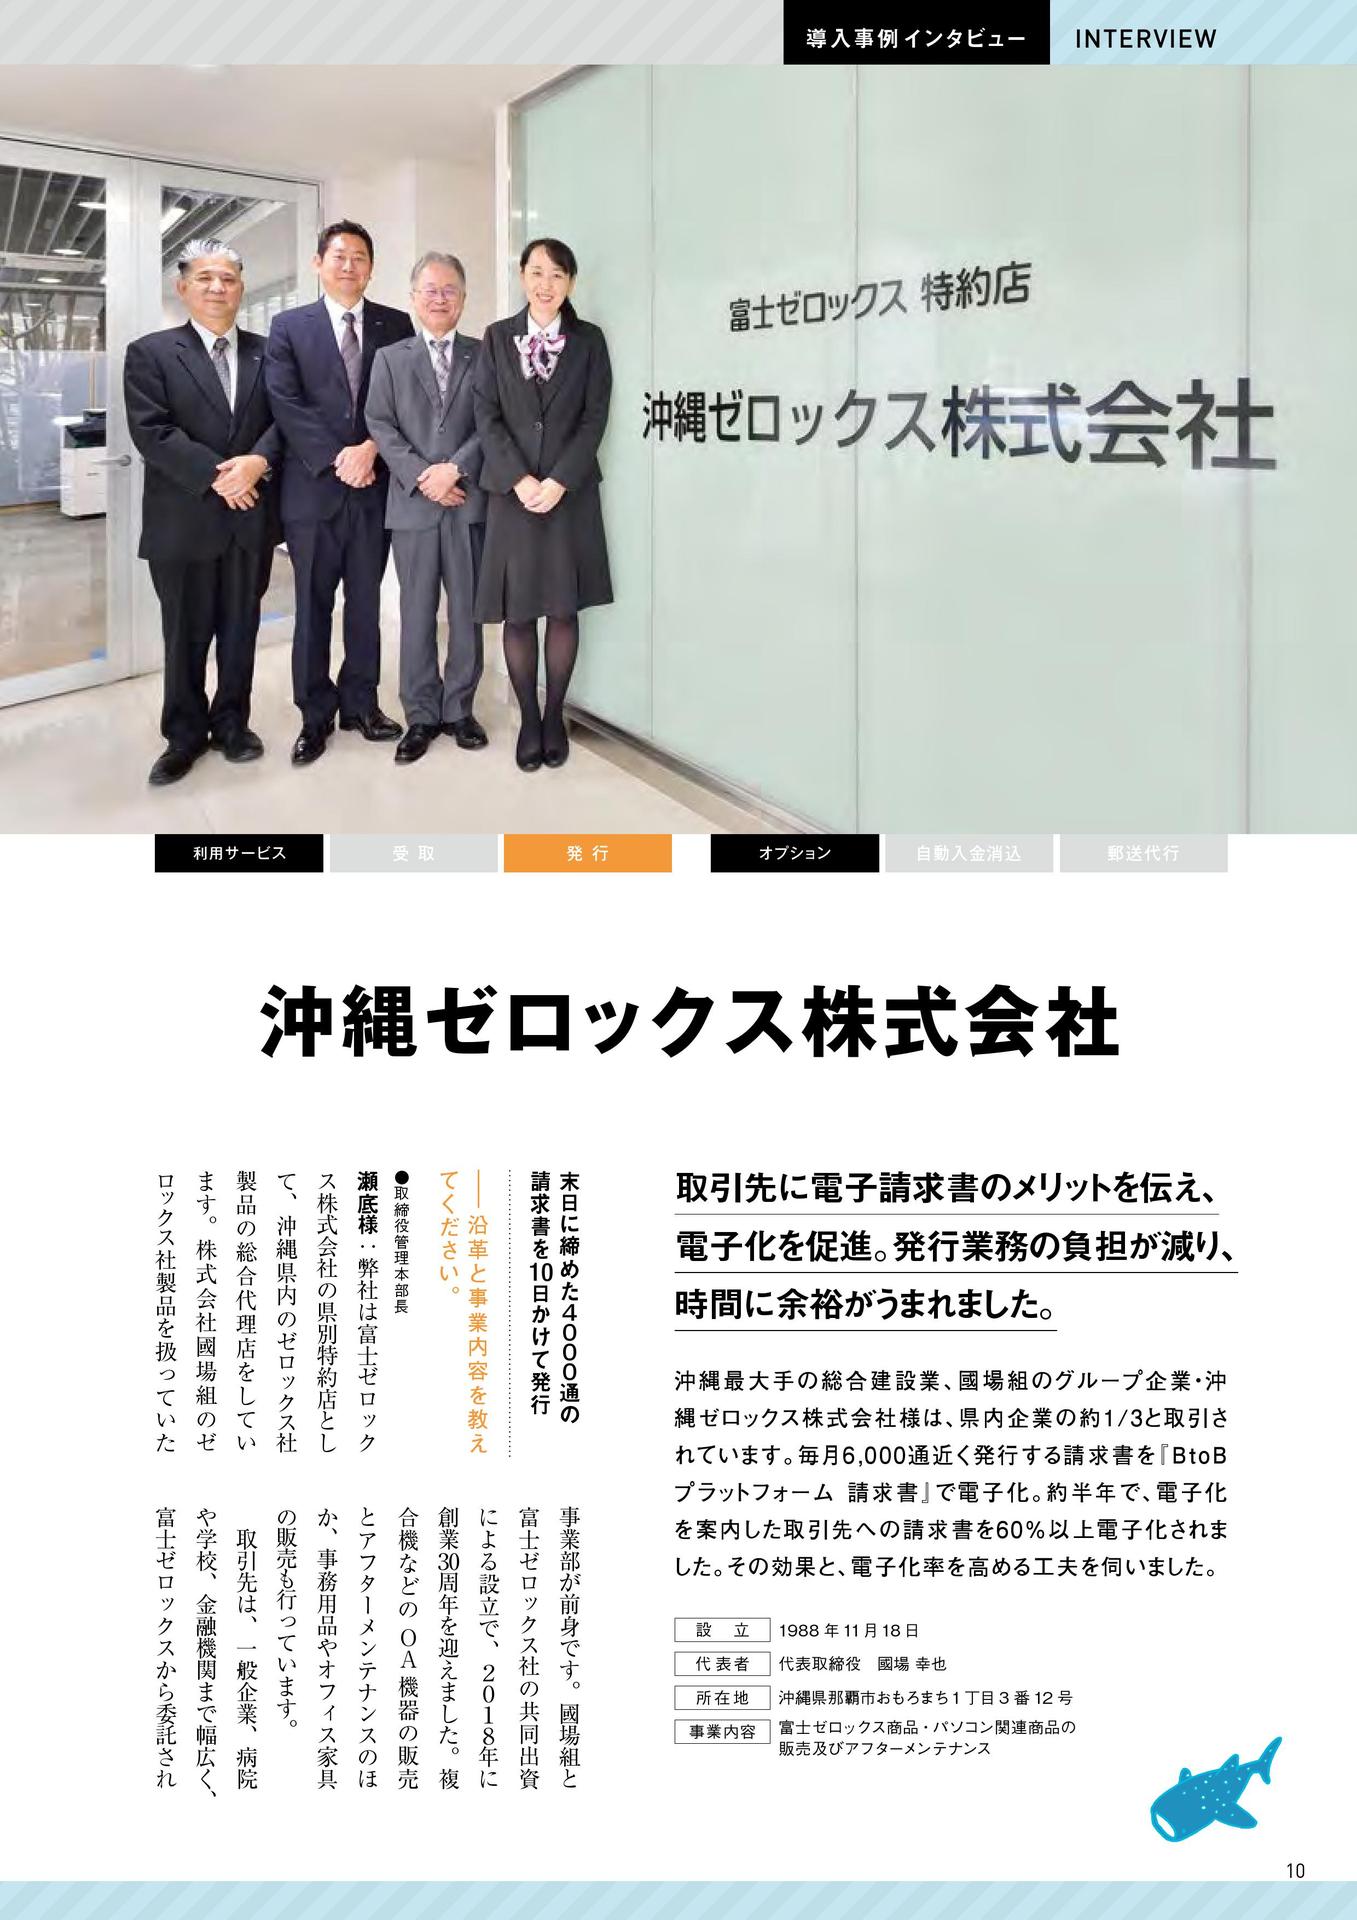 導入事例インタビュー
INTERVIEW
富士ゼロックス 特約店
沖縄ゼロックス株式会社
利用サービス
受 取
発 行
オプション
自動入金消込
郵送代行
沖縄ゼロックス株式会社
取引先に電子請求書のメリットを伝え、
電子化を促進。発行業務の負担が減り、
時間に余裕がうまれました。
沖縄最大手の総合建設業、國場組のグループ企業・沖
縄ゼロックス株式会社様は、県内企業の約1/3と取引さ
れています。毎月6,000通近く発行する請求書を『BtoB
プラットフォーム 請求書』で電子化。約半年で、電子化
を案内した取引先への請求書を60%以上電子化されま
した。その効果と、電子化率を高める工夫を伺いました。
設 立 1988 年 11 月 18 日
代表者 代表取締役 國場 幸也
所在地 沖縄県那覇市おもろまち 1 丁目 3 番 12 号
事業内容 富士ゼロックス商品・パソコン関連商品の
販売及びアフターメンテナンス
末日に締めた4000通の
請求書を10日かけて発行
――沿革と事業内容を教え
てください。
●取締役管理本部長
瀬底様：弊社は富士ゼロック
ス株式会社の県別特約店とし
て、沖縄県内のゼロックス社
製品の総合代理店をしてい
ます。株式会社國場組のゼ
ロックス社製品を扱っていた
事業部が前身です。國場組と
富士ゼロックス社の共同出資
による設立で、2018年に
創業30周年を迎えました。複
合機などのOA機器の販売
とアフターメンテナンスのほ
か、事務用品やオフィス家具
の販売も行っています。
取引先は、一般企業、病院
や学校、金融機関まで幅広く、
富士ゼロックスから委託され
10